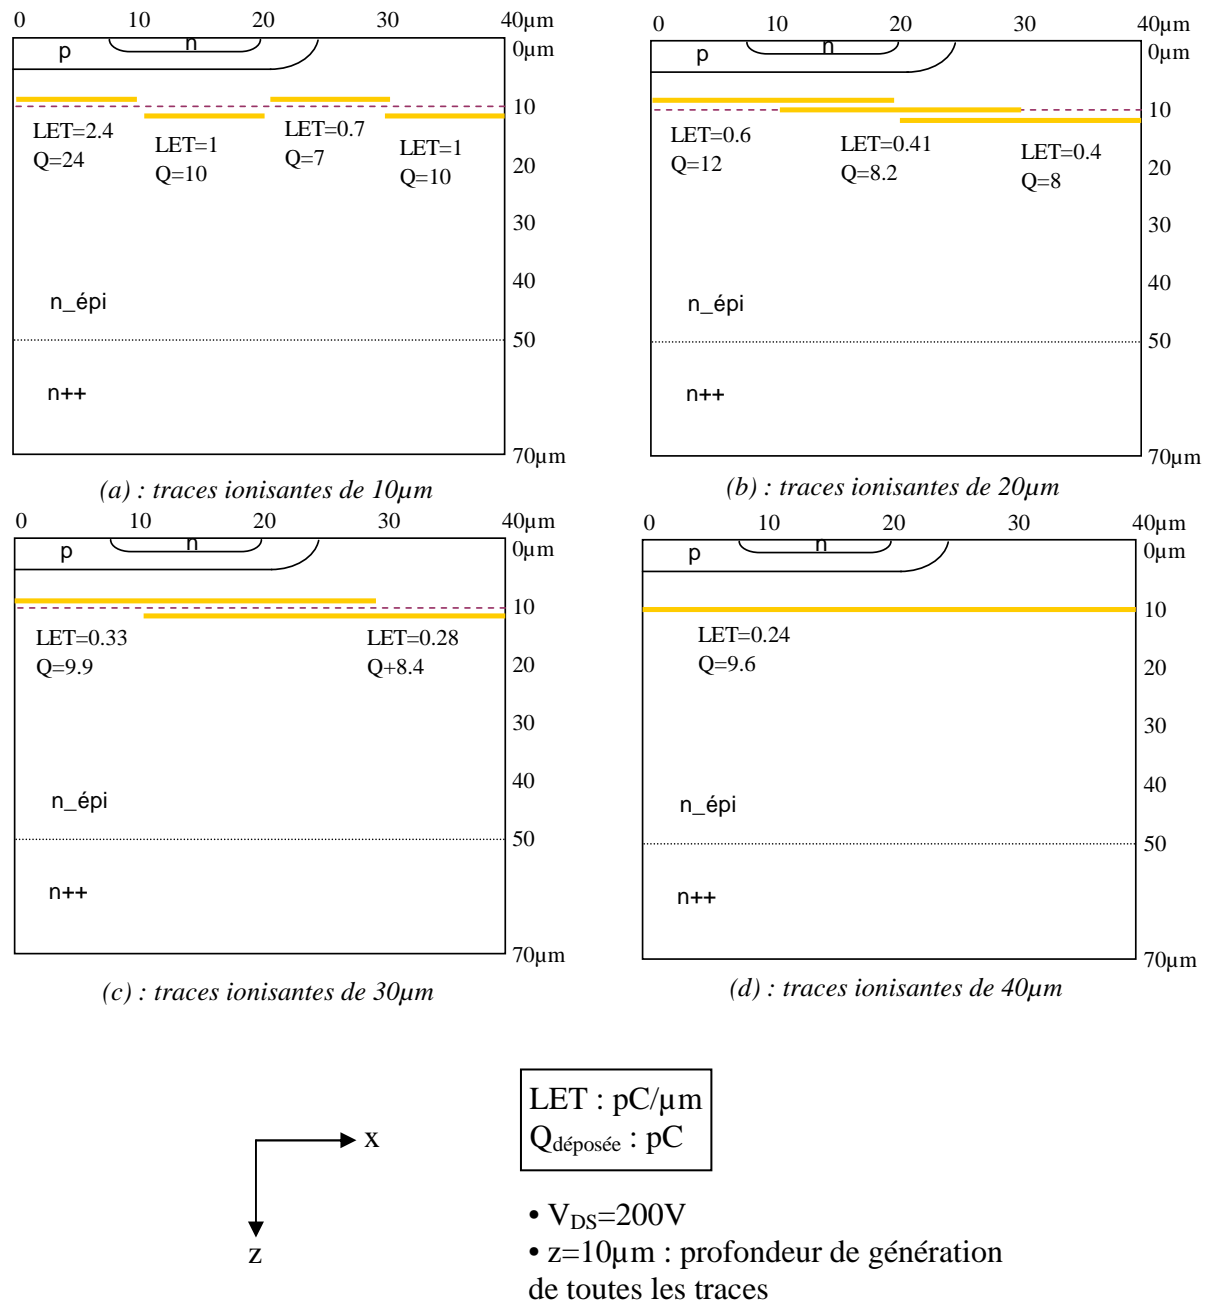 0 10 20 30 40µm
p n 0µm
10
LET=2.4 LET=1 LET=0.7 LET=1
Q=24 Q=10 Q=7 Q=10
20
30
40
n_épi
50
n++
70µm
(a) : traces ionisantes de 10µm
0 10 20 30 40µm
p n 0µm
10
LET=0.6 LET=0.41 LET=0.4
Q=12 Q=8.2 Q=8
20
30
40
n_épi
50
n++
70µm
(b) : traces ionisantes de 20µm
0 10 20 30 40µm
p n 0µm
10
LET=0.33 LET=0.28
Q=9.9 Q+8.4
20
30
40
n_épi
50
n++
70µm
(c) : traces ionisantes de 30µm
0 10 20 30 40µm
p n 0µm
10
LET=0.24
Q=9.6
20
30
40
n_épi
50
n++
70µm
(d) : traces ionisantes de 40µm
x
z
LET : pC/µm
Qdéposée : pC
• VDS=200V
• z=10µm : profondeur de génération
de toutes les traces